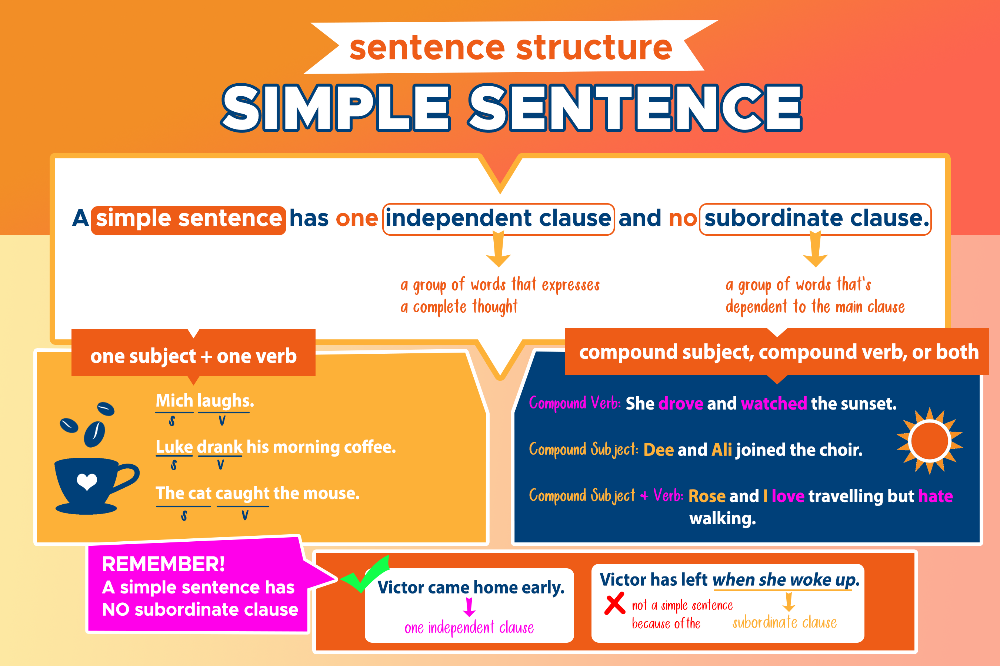 sentence structure
SIMPLE SENTENCE
A simple sentence has one independent clause and no subordinate clause.
a group of words that expresses
a complete thought
a group of words that's
dependent to the main clause
one subject + one verb
Mich laughs.
S V
Luke drank his morning coffee.
S V
The cat caught the mouse.
S V
compound subject, compound verb, or both
Compound Verb: She drove and watched the sunset.
Compound Subject: Dee and Ali joined the choir.
Compound Subject + Verb: Rose and I love travelling but hate
walking.
REMEMBER!
A simple sentence has
NO subordinate clause
Victor came home early.
one independent clause
Victor has left when she woke up.
not a simple sentence
because of the
subordinate clause